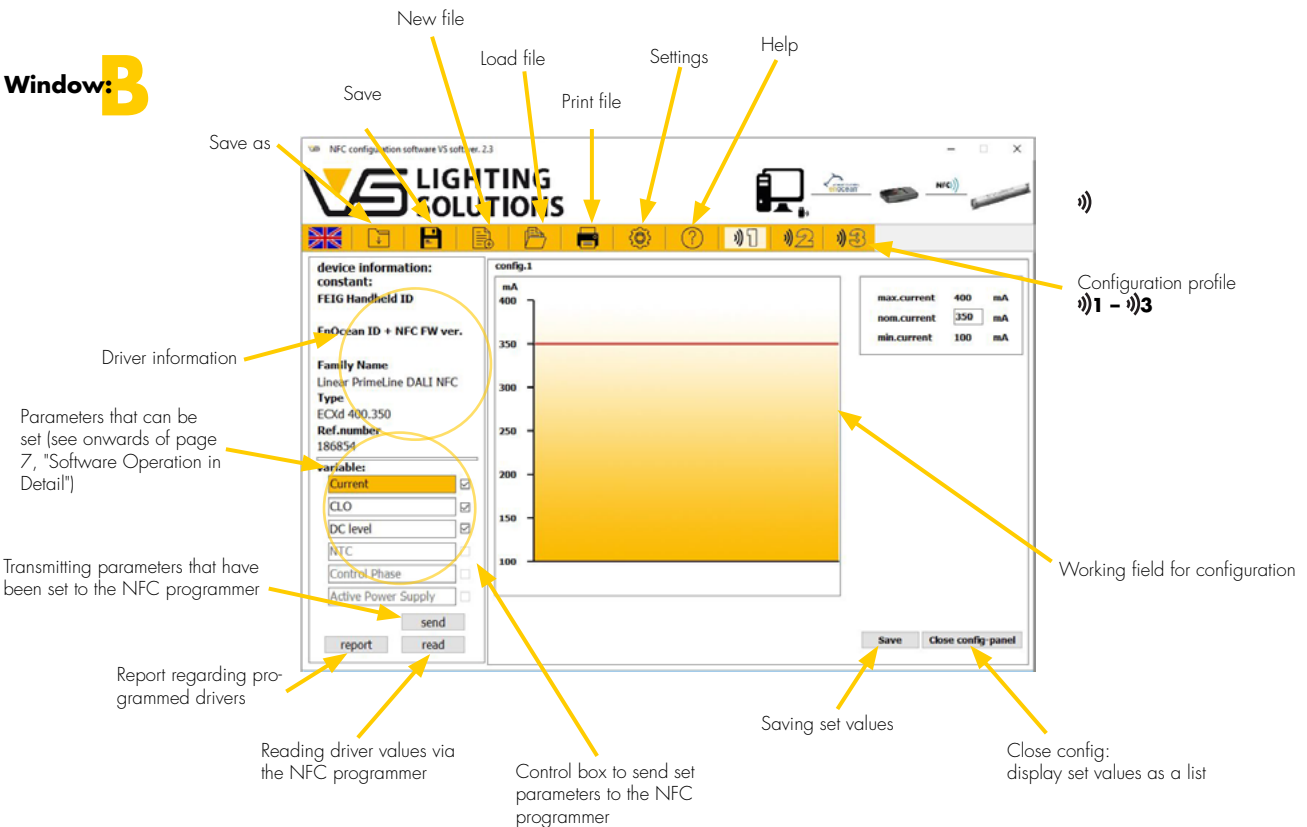 New file
Load file
Settings
Help
Window:B
Save
Print file
Save as
NFC configuration software VS soft ver. 2.3
VS LIGHTING
SOLUTIONS
enocean
NFC
1 2 3
Configuration profile
1 – 3
device information:
constant:
FEIG Handheld ID
EnOcean ID + NFC FW ver.
Family Name
Linear PrimeLine DALI NFC
Type
ECXd 400.350
Ref.number
186854
variable:
Current
CLO
DC level
NTC
Control Phase
Active Power Supply
send
report read
config.1
mA
400
350
300
250
200
150
100
max.current 400 mA
nom.current 350 mA
min.current 100 mA
Save Close config-panel
Driver information
Parameters that can be
set (see onwards of page
7, "Software Operation in
Detail")
Transmitting parameters that have
been set to the NFC programmer
Working field for configuration
Report regarding pro-
grammed drivers
Reading driver values via
the NFC programmer
Control box to send set
parameters to the NFC
programmer
Saving set values
Close config:
display set values as a list